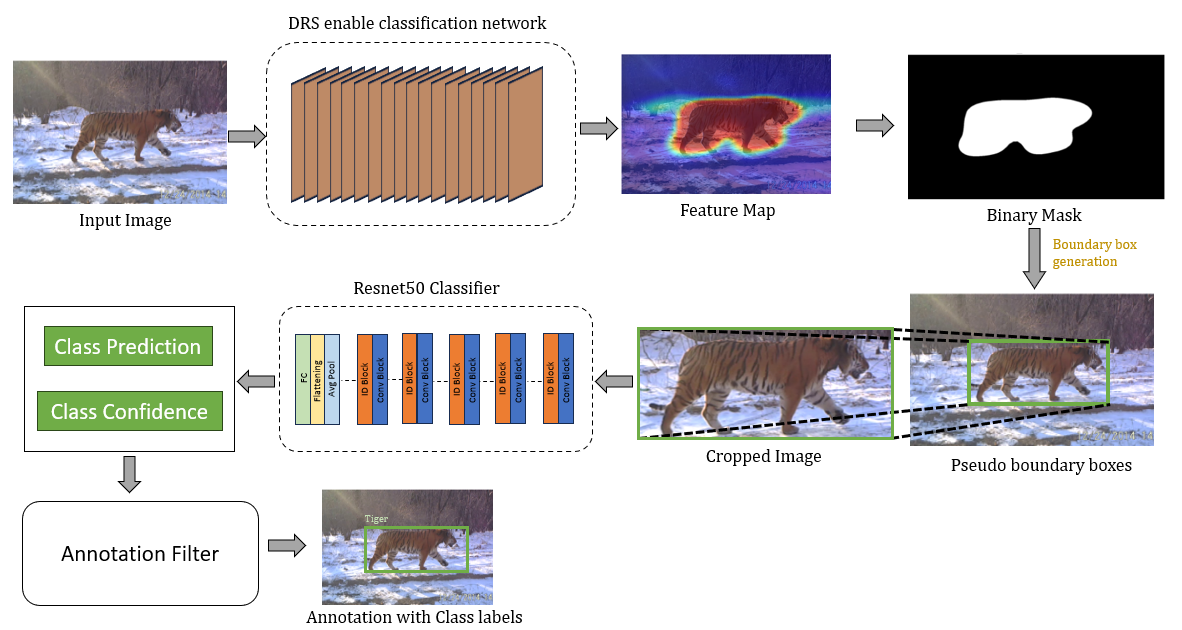 DRS enable classification network
Input Image
Feature Map
Binary Mask
Boundary box
generation
Resnet50 Classifier
Class Prediction
Class Confidence
FC
Flattening
Avg Pool
ID Block
Conv Block
ID Block
Conv Block
ID Block
Conv Block
ID Block
Conv Block
ID Block
Conv Block
Cropped Image
Pseudo boundary boxes
Annotation Filter
Tiger
Annotation with Class labels